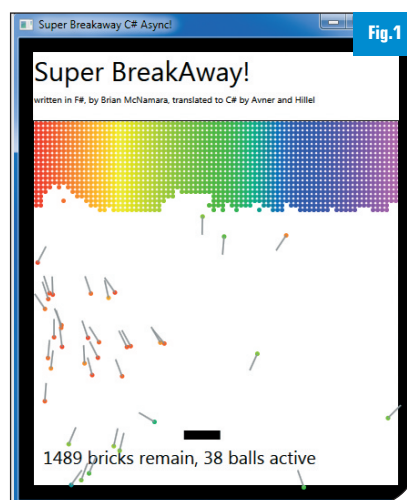 Super Breakaway C# Async!
Fig.1
Super BreakAway!
written in F#, by Brian McNamara, translated to C# by Avner and Hillel
1489 bricks remain, 38 balls active